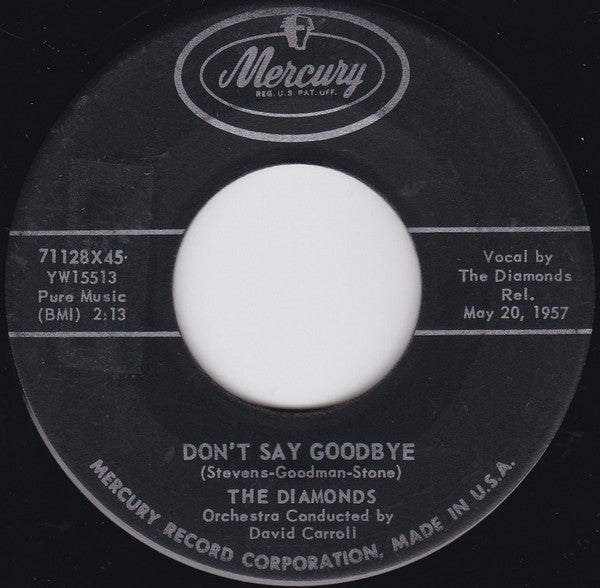 Mercury
REG. U.S. PAT. OFF.
71128X45
YW15513
Pure Music
(BMI) 2:13
Vocal by
The Diamonds
Rel.
May 20, 1957
DON'T SAY GOODBYE
(Stevens-Goodman-Stone)
THE DIAMONDS
Orchestra Conducted by
David Carroll
MERCURY RECORD CORPORATION, MADE IN U.S.A.